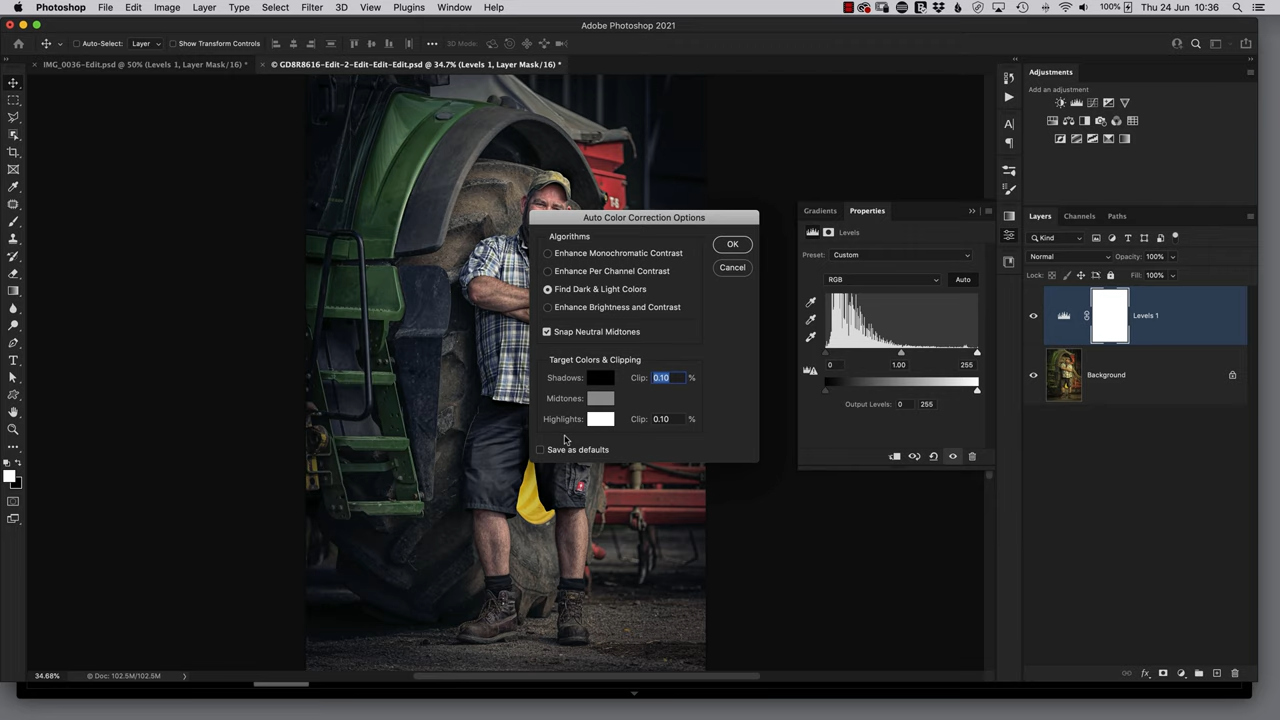 Photoshop File Edit Image Layer Type Select Filter 3D View Plugins Window Help 100% Thu 24 Jun 10:36
Adobe Photoshop 2021
Auto-Select: Layer Show Transform Controls 3D Mode:
IMG_0036-Edit.psd @ 50% (Levels 1, Layer Mask/16) * © GD8R8616-Edit-2-Edit-Edit-Edit.psd @ 34.7% (Levels 1, Layer Mask/16) *
Adjustments
Add an adjustment
Gradients Properties
Levels
Preset: Custom
RGB Auto
0 1.00 255
Output Levels: 0 255
Layers Channels Paths
Kind
Normal Opacity: 100%
Lock: Fill: 100%
Levels 1
Background
Auto Color Correction Options
Algorithms
Enhance Monochromatic Contrast
Enhance Per Channel Contrast
Find Dark & Light Colors
Enhance Brightness and Contrast
Snap Neutral Midtones
OK
Cancel
Target Colors & Clipping
Shadows: Clip: 0.10 %
Midtones:
Highlights: Clip: 0.10 %
Save as defaults
34.68% © Doc: 102.5M/102.5M